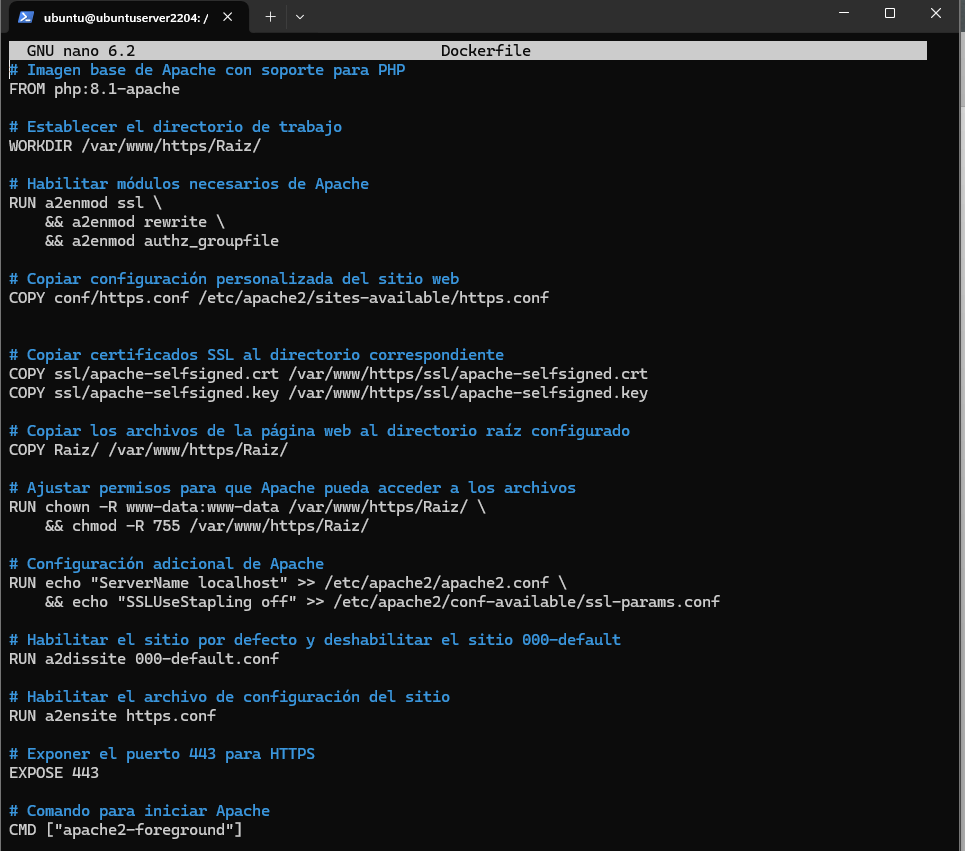 ubuntu@ubuntuserver2204: /
GNU nano 6.2 Dockerfile
# Imagen base de Apache con soporte para PHP
FROM php:8.1-apache
# Establecer el directorio de trabajo
WORKDIR /var/www/https/Raiz/
# Habilitar módulos necesarios de Apache
RUN a2enmod ssl \
&& a2enmod rewrite \
&& a2enmod authz_groupfile
# Copiar configuración personalizada del sitio web
COPY conf/https.conf /etc/apache2/sites-available/https.conf
# Copiar certificados SSL al directorio correspondiente
COPY ssl/apache-selfsigned.crt /var/www/https/ssl/apache-selfsigned.crt
COPY ssl/apache-selfsigned.key /var/www/https/ssl/apache-selfsigned.key
# Copiar los archivos de la página web al directorio raíz configurado
COPY Raiz/ /var/www/https/Raiz/
# Ajustar permisos para que Apache pueda acceder a los archivos
RUN chown -R www-data:www-data /var/www/https/Raiz/ \
&& chmod -R 755 /var/www/https/Raiz/
# Configuración adicional de Apache
RUN echo "ServerName localhost" >> /etc/apache2/apache2.conf \
&& echo "SSLUseStapling off" >> /etc/apache2/conf-available/ssl-params.conf
# Habilitar el sitio por defecto y deshabilitar el sitio 000-default
RUN a2dissite 000-default.conf
# Habilitar el archivo de configuración del sitio
RUN a2ensite https.conf
# Exponer el puerto 443 para HTTPS
EXPOSE 443
# Comando para iniciar Apache
CMD ["apache2-foreground"]